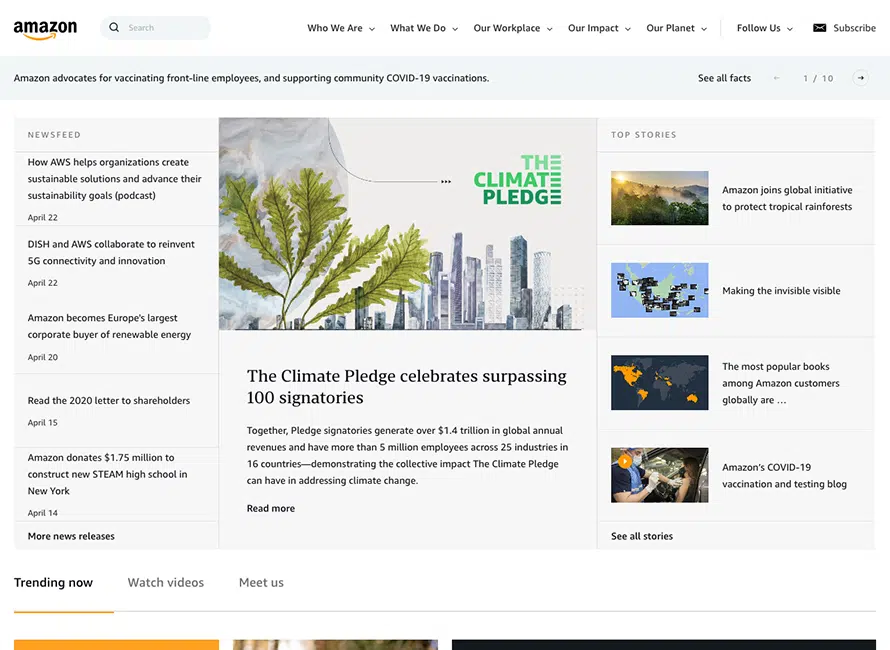 amazon
Search
Who We Are
What We Do
Our Workplace
Our Impact
Our Planet
Follow Us
Subscribe
Amazon advocates for vaccinating front-line employees, and supporting community COVID-19 vaccinations.
See all facts
1 / 10
NEWSFEED
How AWS helps organizations create
sustainable solutions and advance their
sustainability goals (podcast)
April 22
DISH and AWS collaborate to reinvent
5G connectivity and innovation
April 22
Amazon becomes Europe's largest
corporate buyer of renewable energy
April 20
Read the 2020 letter to shareholders
April 15
Amazon donates $1.75 million to
construct new STEAM high school in
New York
April 14
More news releases
THE
CLIMATE
PLEDGE
The Climate Pledge celebrates surpassing
100 signatories
Together, Pledge signatories generate over $1.4 trillion in global annual
revenues and have more than 5 million employees across 25 industries in
16 countries—demonstrating the collective impact The Climate Pledge
can have in addressing climate change.
Read more
TOP STORIES
Amazon joins global initiative
to protect tropical rainforests
Making the invisible visible
The most popular books
among Amazon customers
globally are ...
Amazon's COVID-19
vaccination and testing blog
See all stories
Trending now
Watch videos
Meet us